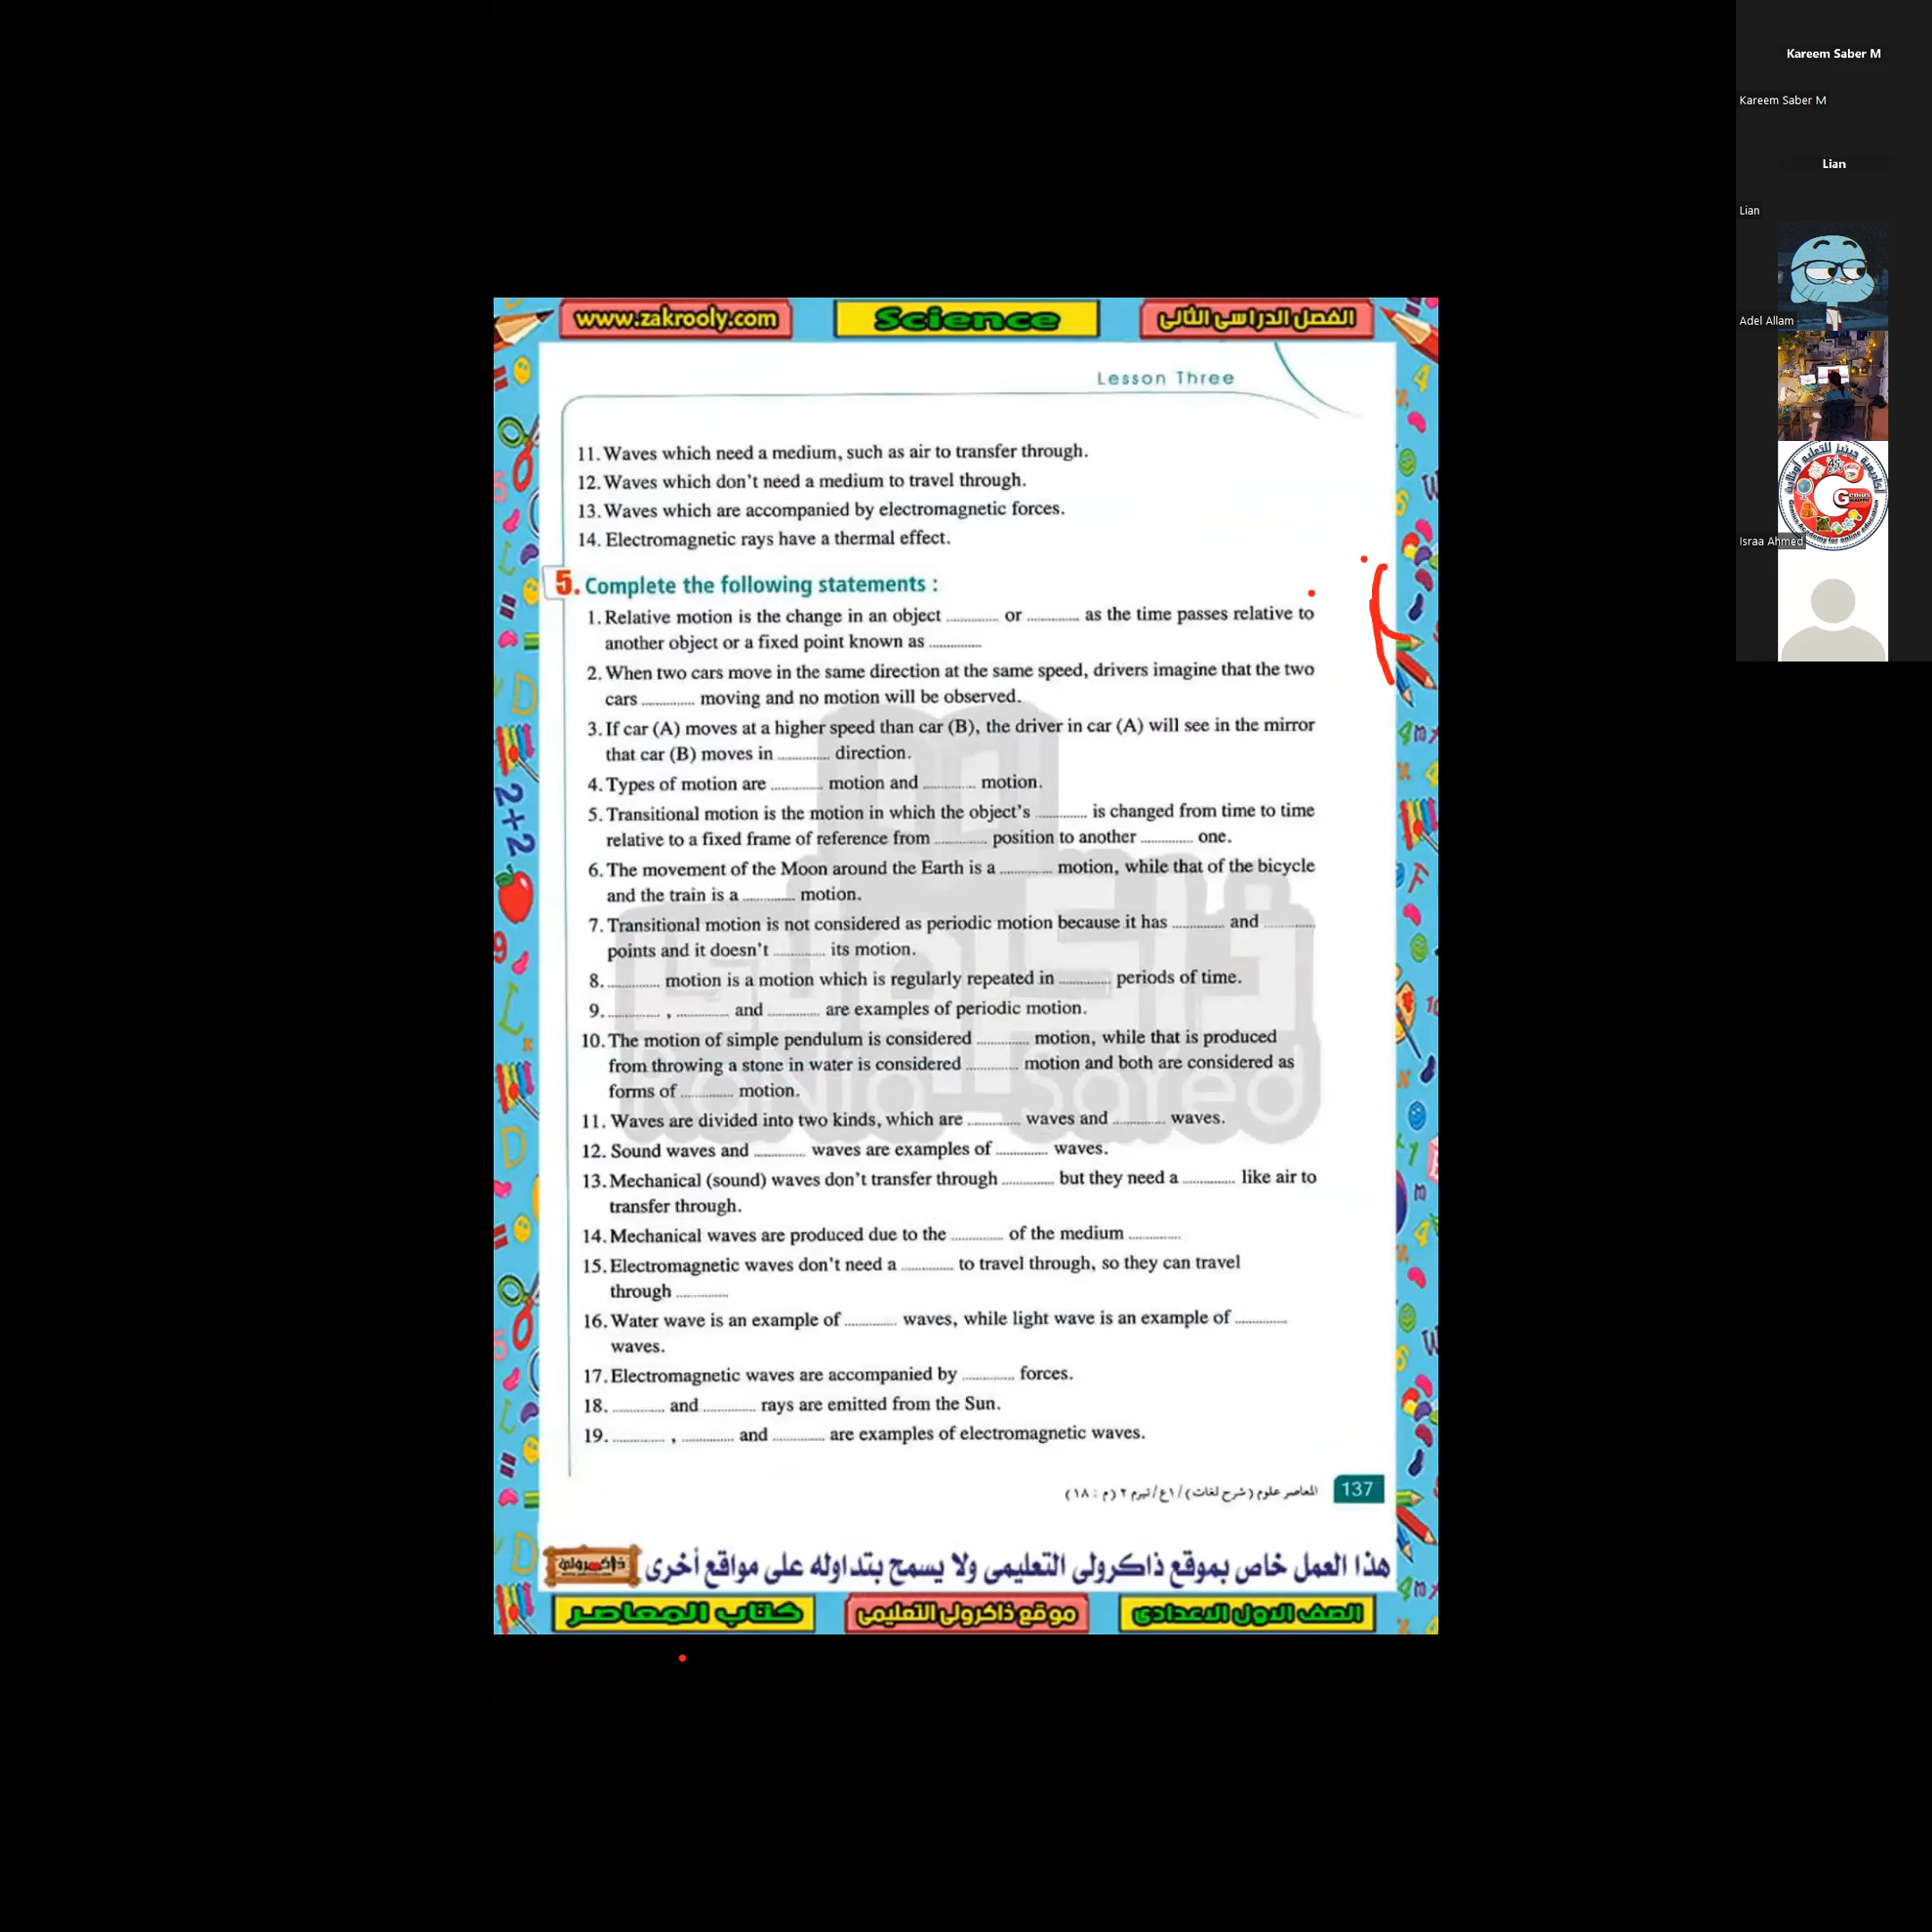 www.zakrooly.com
Science
الفصل الدراسى الثانى
Lesson Three
11. Waves which need a medium, such as air to transfer through.
12. Waves which don't need a medium to travel through.
13. Waves which are accompanied by electromagnetic forces.
14. Electromagnetic rays have a thermal effect.
5. Complete the following statements :
1. Relative motion is the change in an object ............ or ............ as the time passes relative to
another object or a fixed point known as ............
2. When two cars move in the same direction at the same speed, drivers imagine that the two
cars ............ moving and no motion will be observed.
3. If car (A) moves at a higher speed than car (B), the driver in car (A) will see in the mirror
that car (B) moves in ............ direction.
4. Types of motion are ............ motion and ............ motion.
5. Transitional motion is the motion in which the object's ............ is changed from time to time
relative to a fixed frame of reference from ............ position to another ............ one.
6. The movement of the Moon around the Earth is a ............ motion, while that of the bicycle
and the train is a ............ motion.
7. Transitional motion is not considered as periodic motion because it has ............ and ............
points and it doesn't ............ its motion.
8. ............ motion is a motion which is regularly repeated in ............ periods of time.
9. ............ , ............ and ............ are examples of periodic motion.
10. The motion of simple pendulum is considered ............ motion, while that is produced
from throwing a stone in water is considered ............ motion and both are considered as
forms of ............ motion.
11. Waves are divided into two kinds, which are ............ waves and ............ waves.
12. Sound waves and ............ waves are examples of ............ waves.
13. Mechanical (sound) waves don't transfer through ............ but they need a ............ like air to
transfer through.
14. Mechanical waves are produced due to the ............ of the medium ............
15. Electromagnetic waves don't need a ............ to travel through, so they can travel
through ............
16. Water wave is an example of ............ waves, while light wave is an example of ............
waves.
17. Electromagnetic waves are accompanied by ............ forces.
18. ............ and ............ rays are emitted from the Sun.
19. ............ , ............ and ............ are examples of electromagnetic waves.
المعاصر علوم (شرح لغات) / ١ع / تيرم ٢ (م : ١٨)
137
هذا العمل خاص بموقع ذاكرولى التعليمى ولا يسمح بتداوله على مواقع أخرى
ذاكرولى
كتاب المعاصر
موقع ذاكرولى التعليمى
الصف الاول الاعدادى
Kareem Saber M
Kareem Saber M
Lian
Lian
Adel Allam
Genius
Israa Ahmed